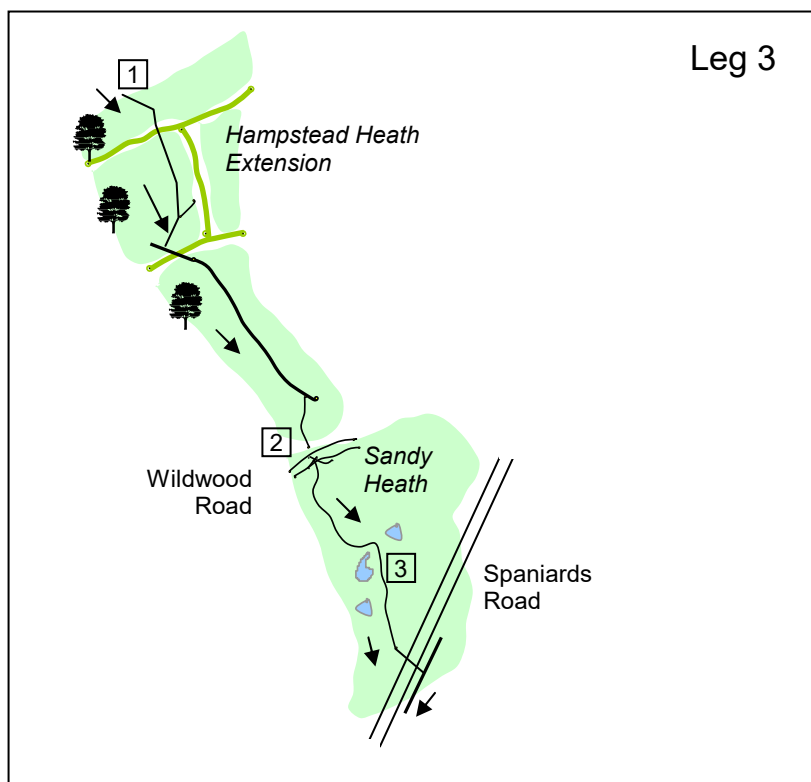 Leg 3
1
Hampstead Heath
Extension
2
Wildwood
Road
Sandy
Heath
3
Spaniards
Road